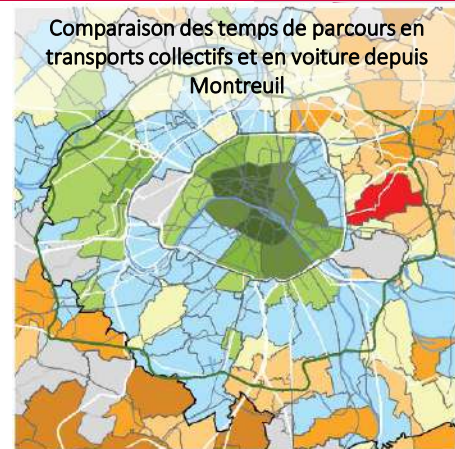 Comparaison des temps de parcours en
transports collectifs et en voiture depuis
Montreuil